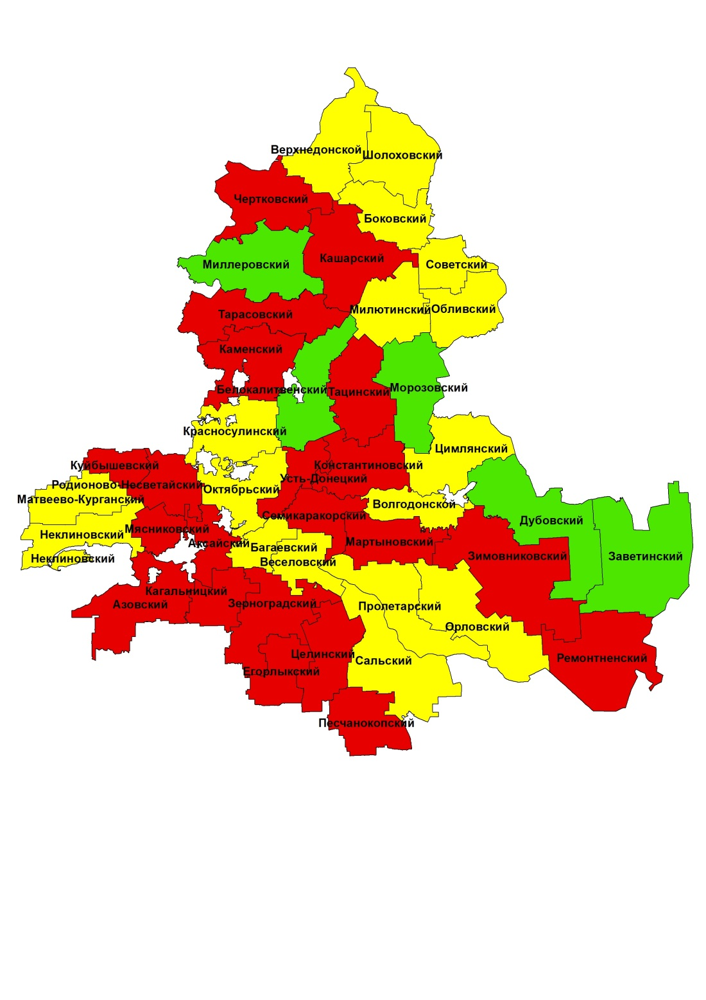 Верхнедонской
Шолоховский
Чертковский
Боковский
Миллеровский
Кашарский
Советский
Тарасовский
Милютинский
Обливский
Каменский
Белокалитвенский
Тацинский
Морозовский
Красносулинский
Цимлянский
Куйбышевский
Константиновский
Родионово-Несветайский
Усть-Донецкий
Матвеево-Курганский
Октябрьский
Волгодонской
Семикаракорский
Дубовский
Неклиновский
Мясниковский
Аксайский
Багаевский
Мартыновский
Зимовниковский
Заветинский
Неклиновский
Веселовский
Кагальницкий
Азовский
Зерноградский
Пролетарский
Орловский
Целинский
Сальский
Ремонтненский
Егорлыкский
Песчанокопский